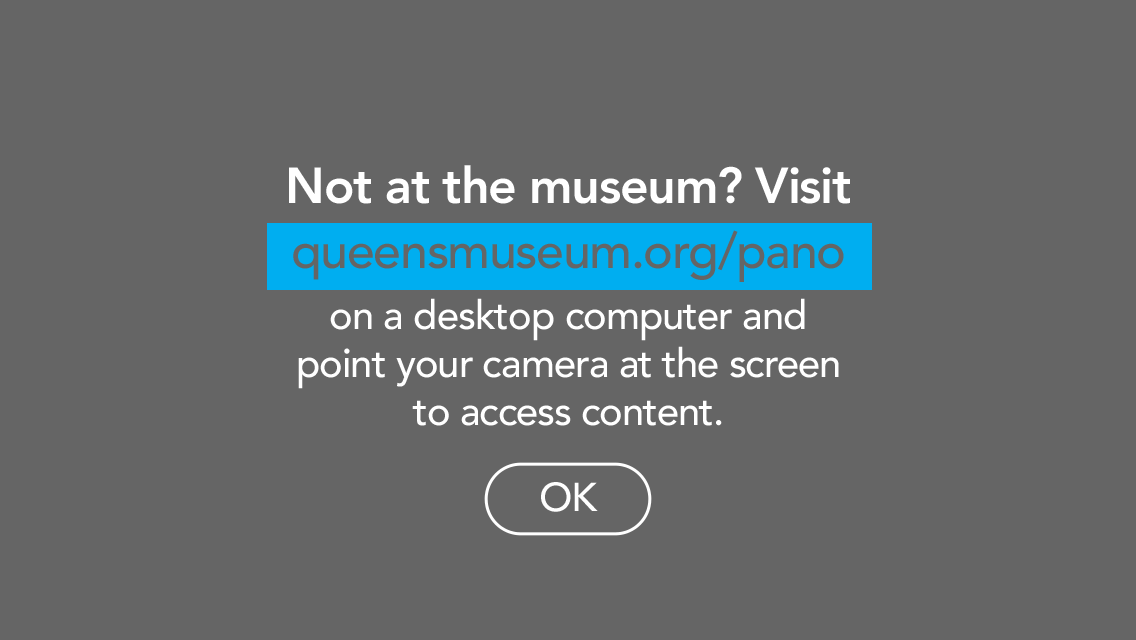 Not at the museum? Visit
queensmuseum.org/pano
on a desktop computer and
point your camera at the screen
to access content.
OK